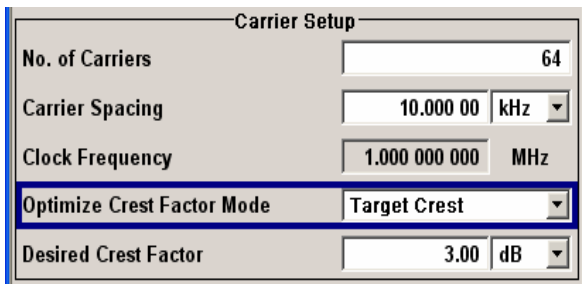 Carrier Setup
No. of Carriers 64
Carrier Spacing 10.000 00 kHz
Clock Frequency 1.000 000 000 MHz
Optimize Crest Factor Mode Target Crest
Desired Crest Factor 3.00 dB